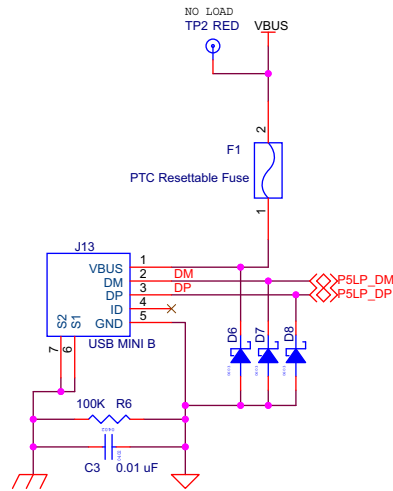 NO LOAD
TP2 RED
VBUS
2
F1
PTC Resettable Fuse
1
J13
VBUS 1
DM 2 DM P5LP_DM
DP 3 DP P5LP_DP
ID 4
GND 5
S2 S1
7 6
USB MINI B
D6 D7 D8
100K R6
0402
C3 0.01 uF